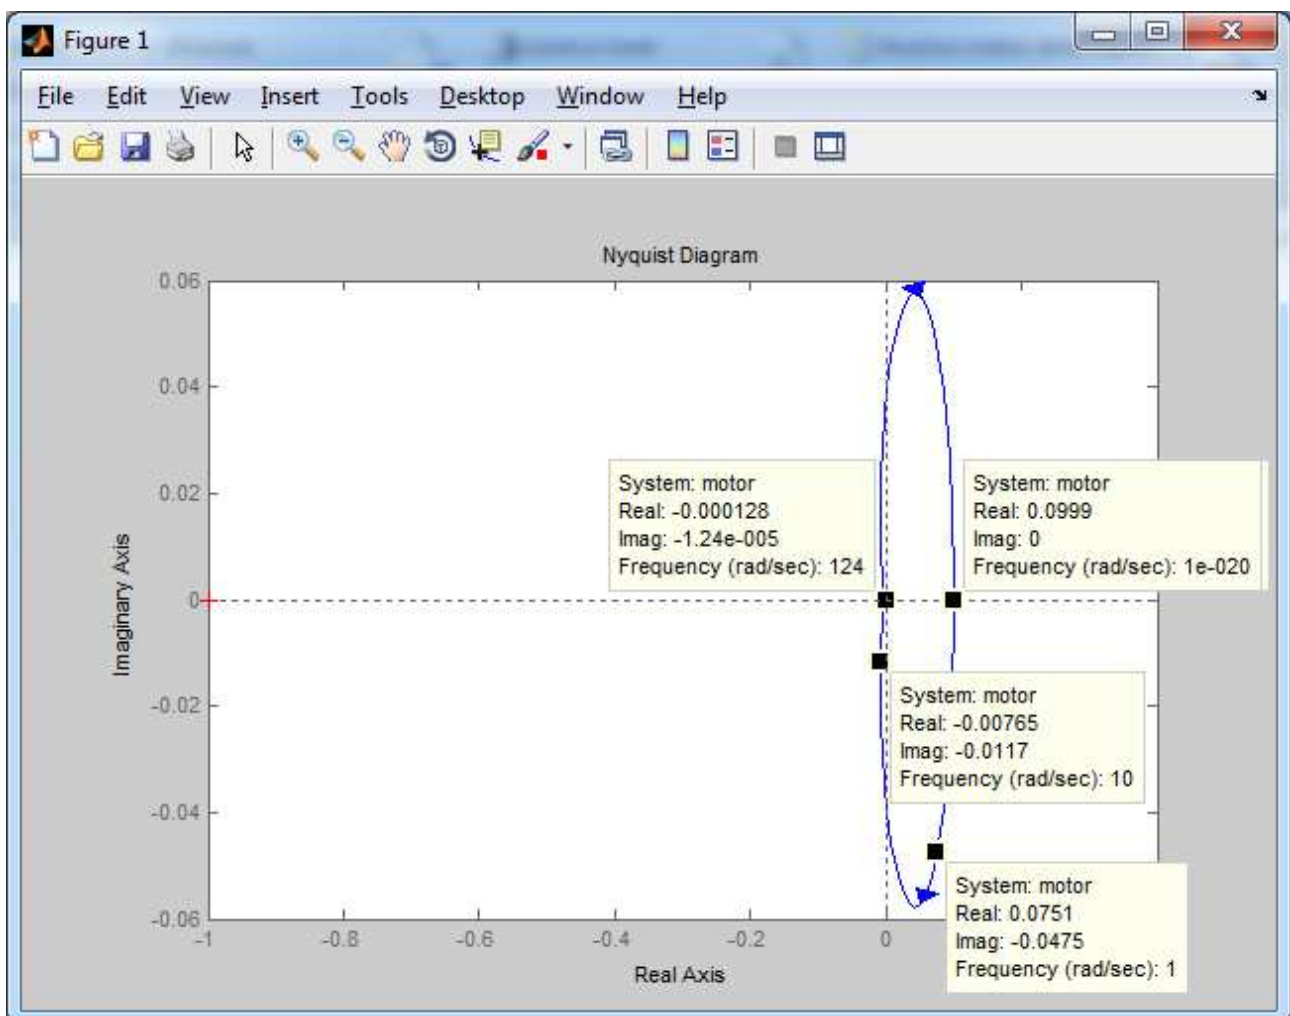 Figure 1
File Edit View Insert Tools Desktop Window Help
Nyquist Diagram
0.06
0.04
0.02
0
-0.02
-0.04
-0.06
Imaginary Axis
System: motor
Real: -0.000128
Imag: -1.24e-005
Frequency (rad/sec): 124
System: motor
Real: 0.0999
Imag: 0
Frequency (rad/sec): 1e-020
System: motor
Real: -0.00765
Imag: -0.0117
Frequency (rad/sec): 10
System: motor
Real: 0.0751
Imag: -0.0475
Frequency (rad/sec): 1
-1 -0.8 -0.6 -0.4 -0.2 0
Real Axis